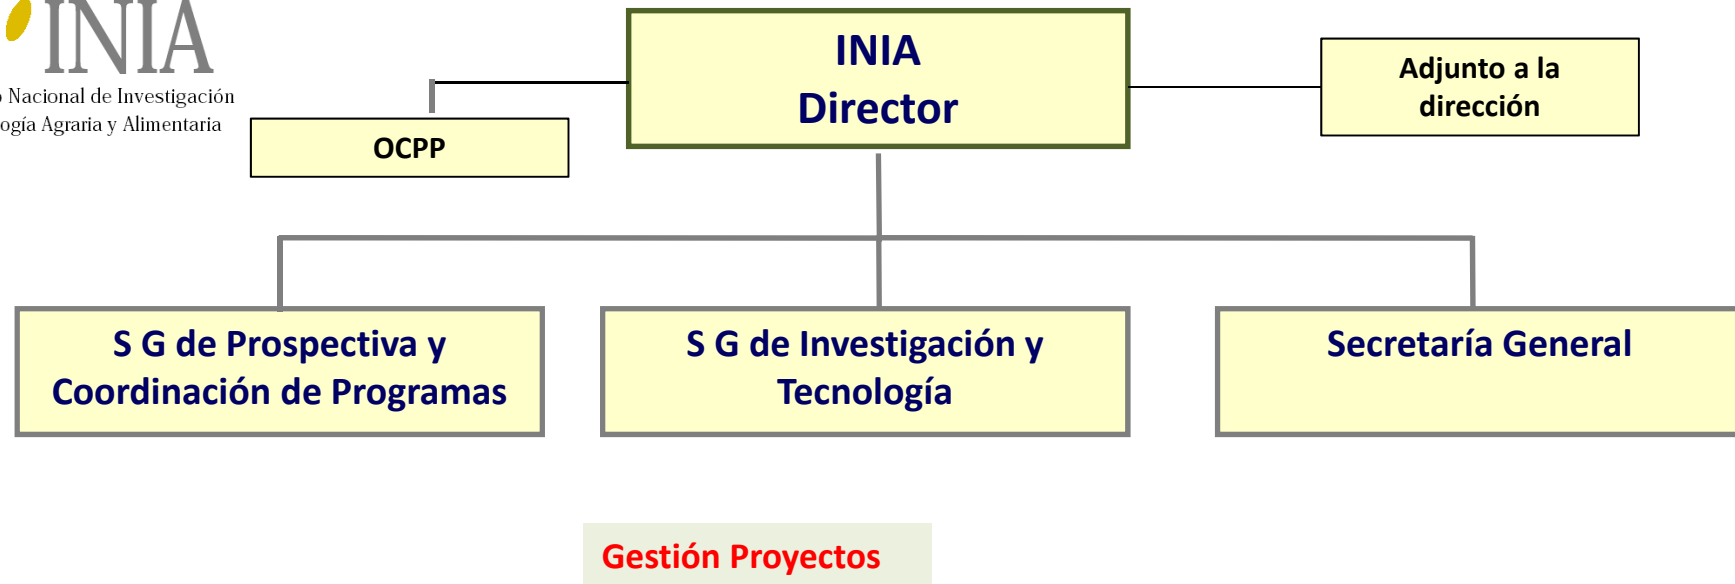 INIA
Nacional de Investigación
Agraria y Alimentaria
INIA
Director
Adjunto a la
dirección
OCPP
S G de Prospectiva y
Coordinación de Programas
S G de Investigación y
Tecnología
Secretaría General
Gestión Proyectos